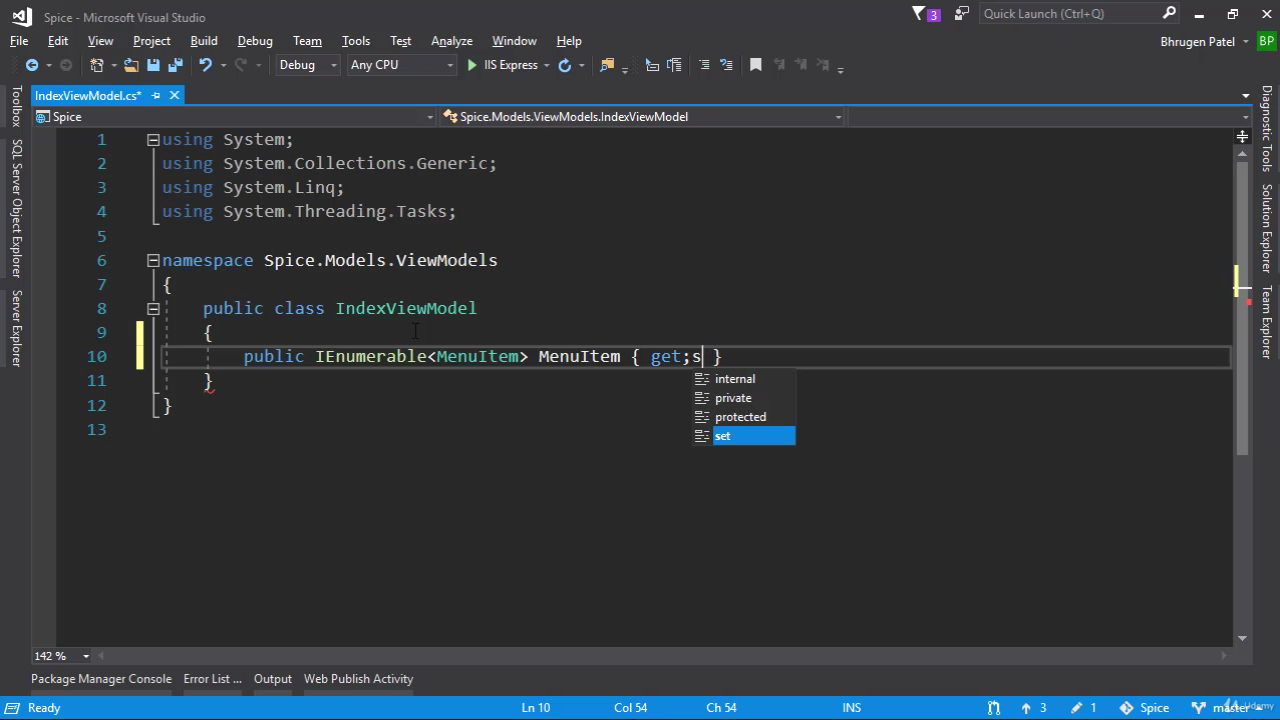 Spice - Microsoft Visual Studio
3
Quick Launch (Ctrl+Q)
File Edit View Project Build Debug Team Tools Test Analyze Window Help
Bhrugen Patel BP
Debug Any CPU IIS Express
IndexViewModel.cs*
Spice Spice.Models.ViewModels.IndexViewModel
Toolbox
SQL Server Object Explorer
Server Explorer
1 using System;
2 using System.Collections.Generic;
3 using System.Linq;
4 using System.Threading.Tasks;
5
6 namespace Spice.Models.ViewModels
7 {
8 public class IndexViewModel
9 {
10 public IEnumerable<MenuItem> MenuItem { get;s }
11 }
12 }
13
internal
private
protected
set
Diagnostic Tools
Solution Explorer
Team Explorer
142 %
Package Manager Console Error List ... Output Web Publish Activity
Ready Ln 10 Col 54 Ch 54 INS 3 1 Spice master
Udemy